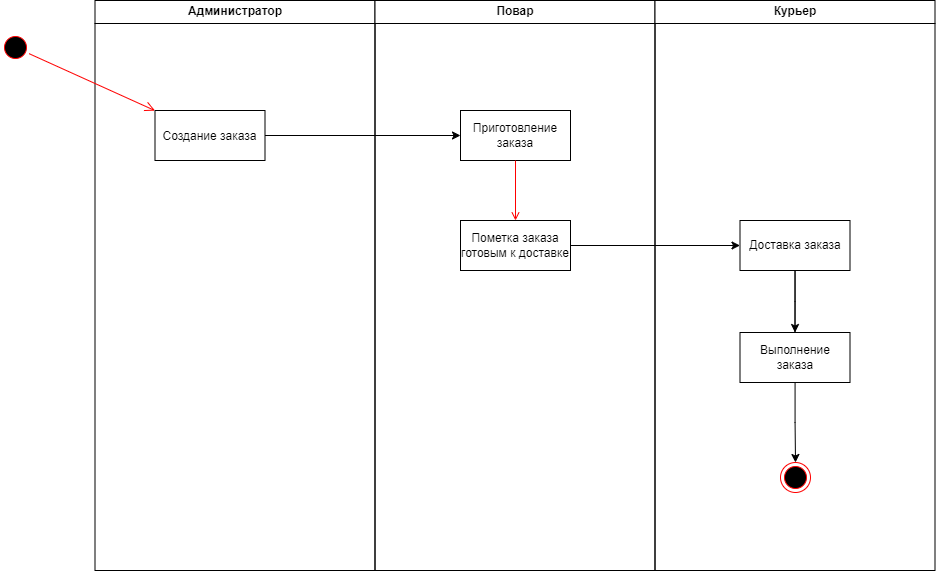 Администратор
Повар
Курьер
Создание заказа
Приготовление
заказа
Пометка заказа
готовым к доставке
Доставка заказа
Выполнение
заказа